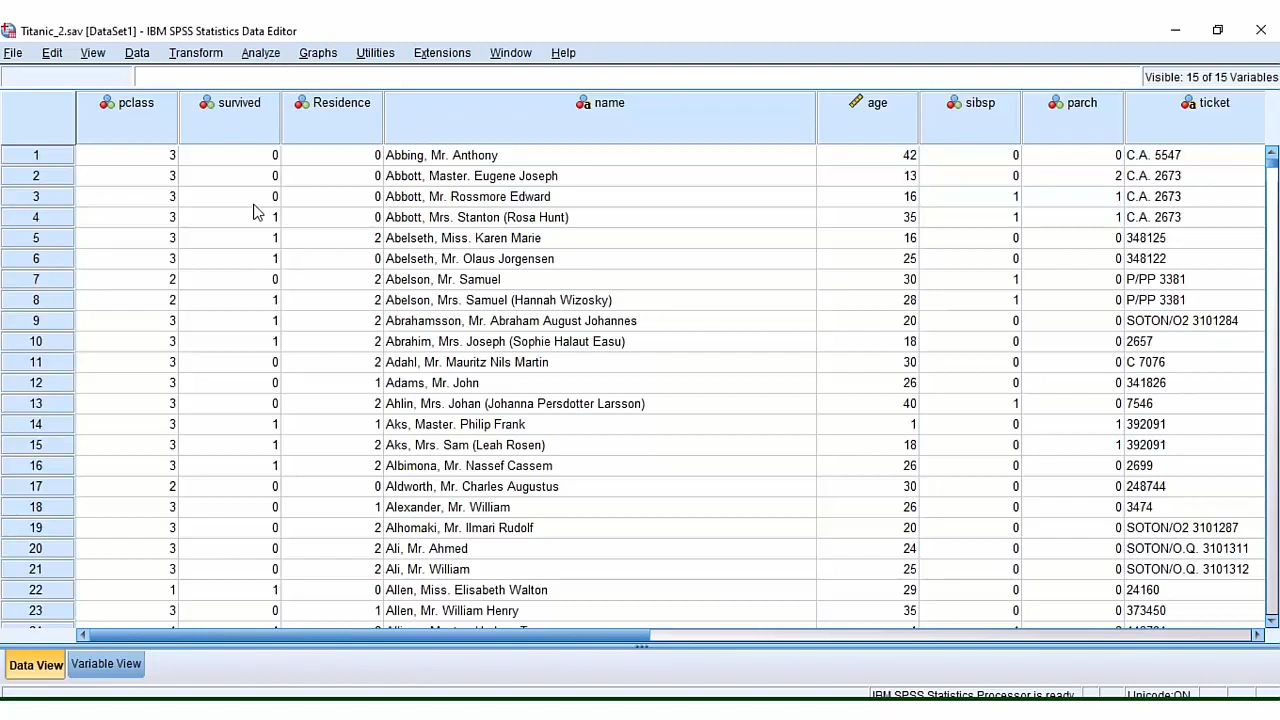 Titanic_2.sav [DataSet1] - IBM SPSS Statistics Data Editor
File Edit View Data Transform Analyze Graphs Utilities Extensions Window Help
Visible: 15 of 15 Variables
pclass survived Residence name age sibsp parch ticket
1 3 0 0 Abbing, Mr. Anthony 42 0 0 C.A. 5547
2 3 0 0 Abbott, Master. Eugene Joseph 13 0 2 C.A. 2673
3 3 0 0 Abbott, Mr. Rossmore Edward 16 1 1 C.A. 2673
4 3 1 0 Abbott, Mrs. Stanton (Rosa Hunt) 35 1 1 C.A. 2673
5 3 1 2 Abelseth, Miss. Karen Marie 16 0 0 348125
6 3 1 0 Abelseth, Mr. Olaus Jorgensen 25 0 0 348122
7 2 0 2 Abelson, Mr. Samuel 30 1 0 P/PP 3381
8 2 1 2 Abelson, Mrs. Samuel (Hannah Wizosky) 28 1 0 P/PP 3381
9 3 1 2 Abrahamsson, Mr. Abraham August Johannes 20 0 0 SOTON/O2 3101284
10 3 1 2 Abrahim, Mrs. Joseph (Sophie Halaut Easu) 18 0 0 2657
11 3 0 2 Adahl, Mr. Mauritz Nils Martin 30 0 0 C 7076
12 3 0 1 Adams, Mr. John 26 0 0 341826
13 3 0 2 Ahlin, Mrs. Johan (Johanna Persdotter Larsson) 40 1 0 7546
14 3 1 1 Aks, Master. Philip Frank 1 0 1 392091
15 3 1 2 Aks, Mrs. Sam (Leah Rosen) 18 0 1 392091
16 3 1 2 Albimona, Mr. Nassef Cassem 26 0 0 2699
17 2 0 0 Aldworth, Mr. Charles Augustus 30 0 0 248744
18 3 0 1 Alexander, Mr. William 26 0 0 3474
19 3 0 2 Alhomaki, Mr. Ilmari Rudolf 20 0 0 SOTON/O2 3101287
20 3 0 2 Ali, Mr. Ahmed 24 0 0 SOTON/O.Q. 3101311
21 3 0 2 Ali, Mr. William 25 0 0 SOTON/O.Q. 3101312
22 1 1 0 Allen, Miss. Elisabeth Walton 29 0 0 24160
23 3 0 1 Allen, Mr. William Henry 35 0 0 373450
Data View Variable View
IBM SPSS Statistics Processor is ready Unicode:ON